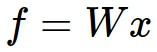 f = Wx